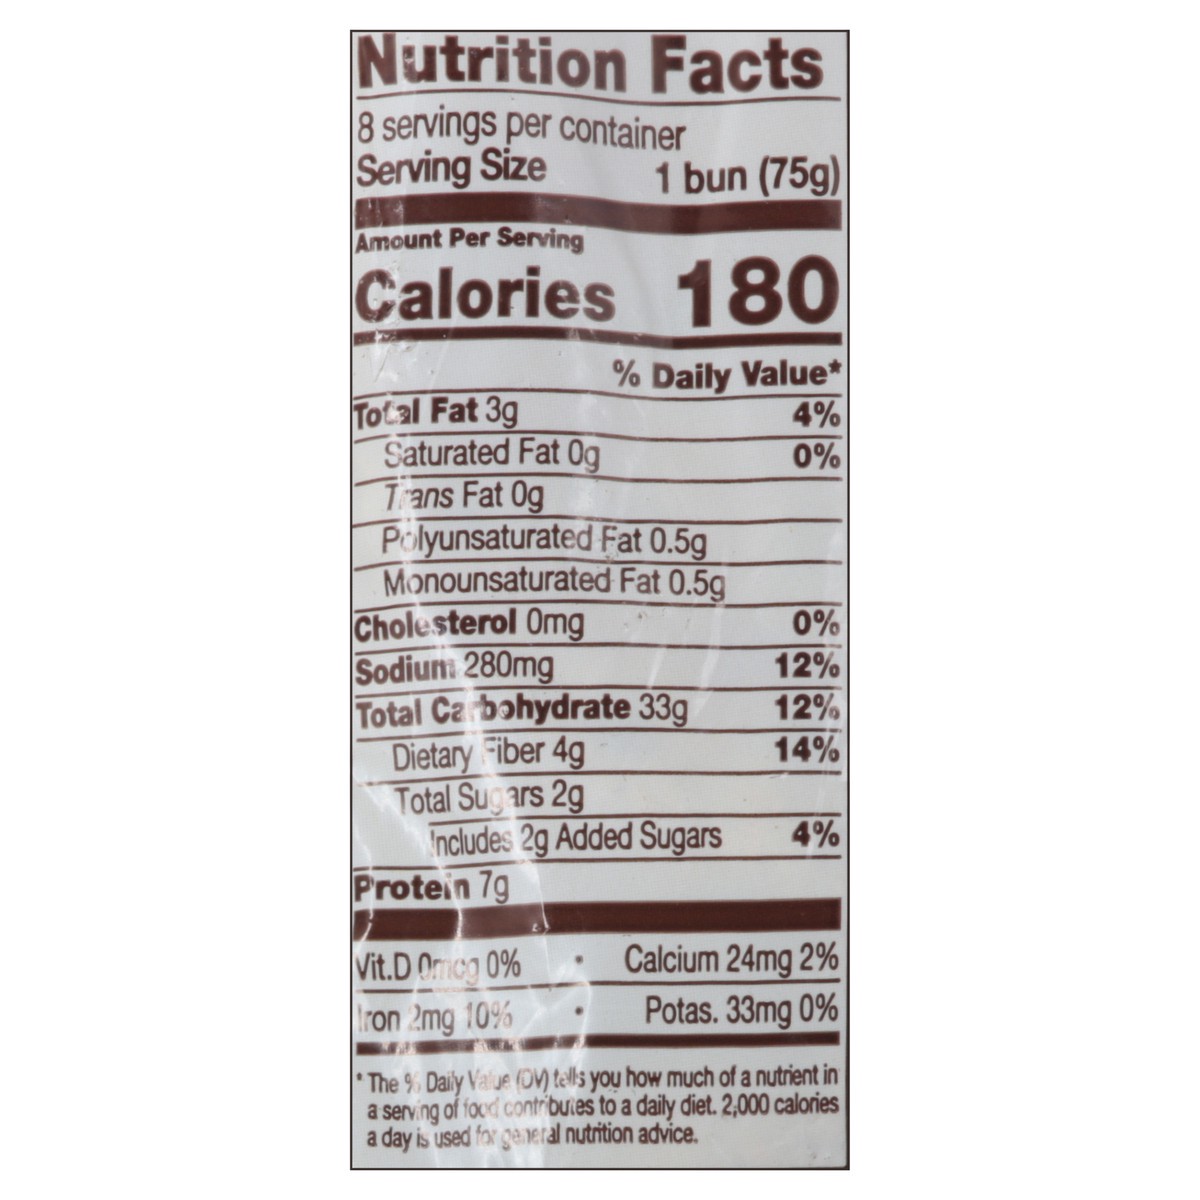 Nutrition Facts
8 servings per container
Serving Size 1 bun (75g)
Amount Per Serving
Calories 180
% Daily Value*
Total Fat 3g 4%
Saturated Fat 0g 0%
Trans Fat 0g
Polyunsaturated Fat 0.5g
Monounsaturated Fat 0.5g
Cholesterol 0mg 0%
Sodium 280mg 12%
Total Carbohydrate 33g 12%
Dietary Fiber 4g 14%
Total Sugars 2g
Includes 2g Added Sugars 4%
Protein 7g
Vit.D 0mcg 0% • Calcium 24mg 2%
Iron 2mg 10% • Potas. 33mg 0%
* The % Daily Value (DV) tells you how much of a nutrient in
a serving of food contributes to a daily diet. 2,000 calories
a day is used for general nutrition advice.